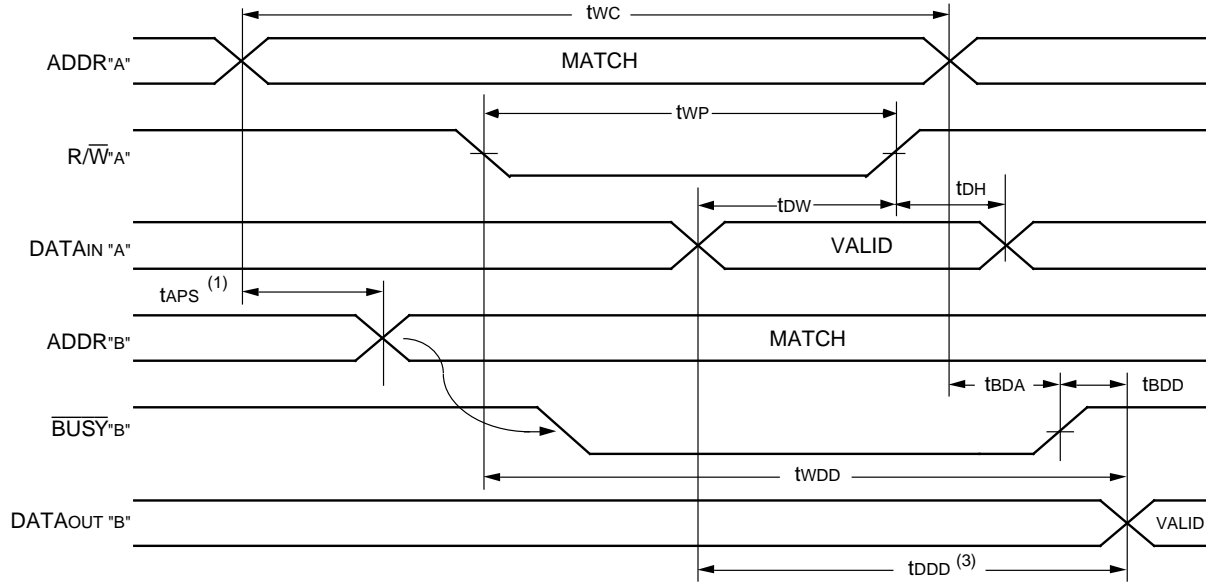 tWC
ADDR"A" MATCH
tWP
R/W̅"A"
tDW tDH
DATAIN "A" VALID
tAPS (1)
ADDR"B" MATCH
tBDA tBDD
B̅U̅S̅Y̅"B"
tWDD
DATAOUT "B" VALID
tDDD (3)